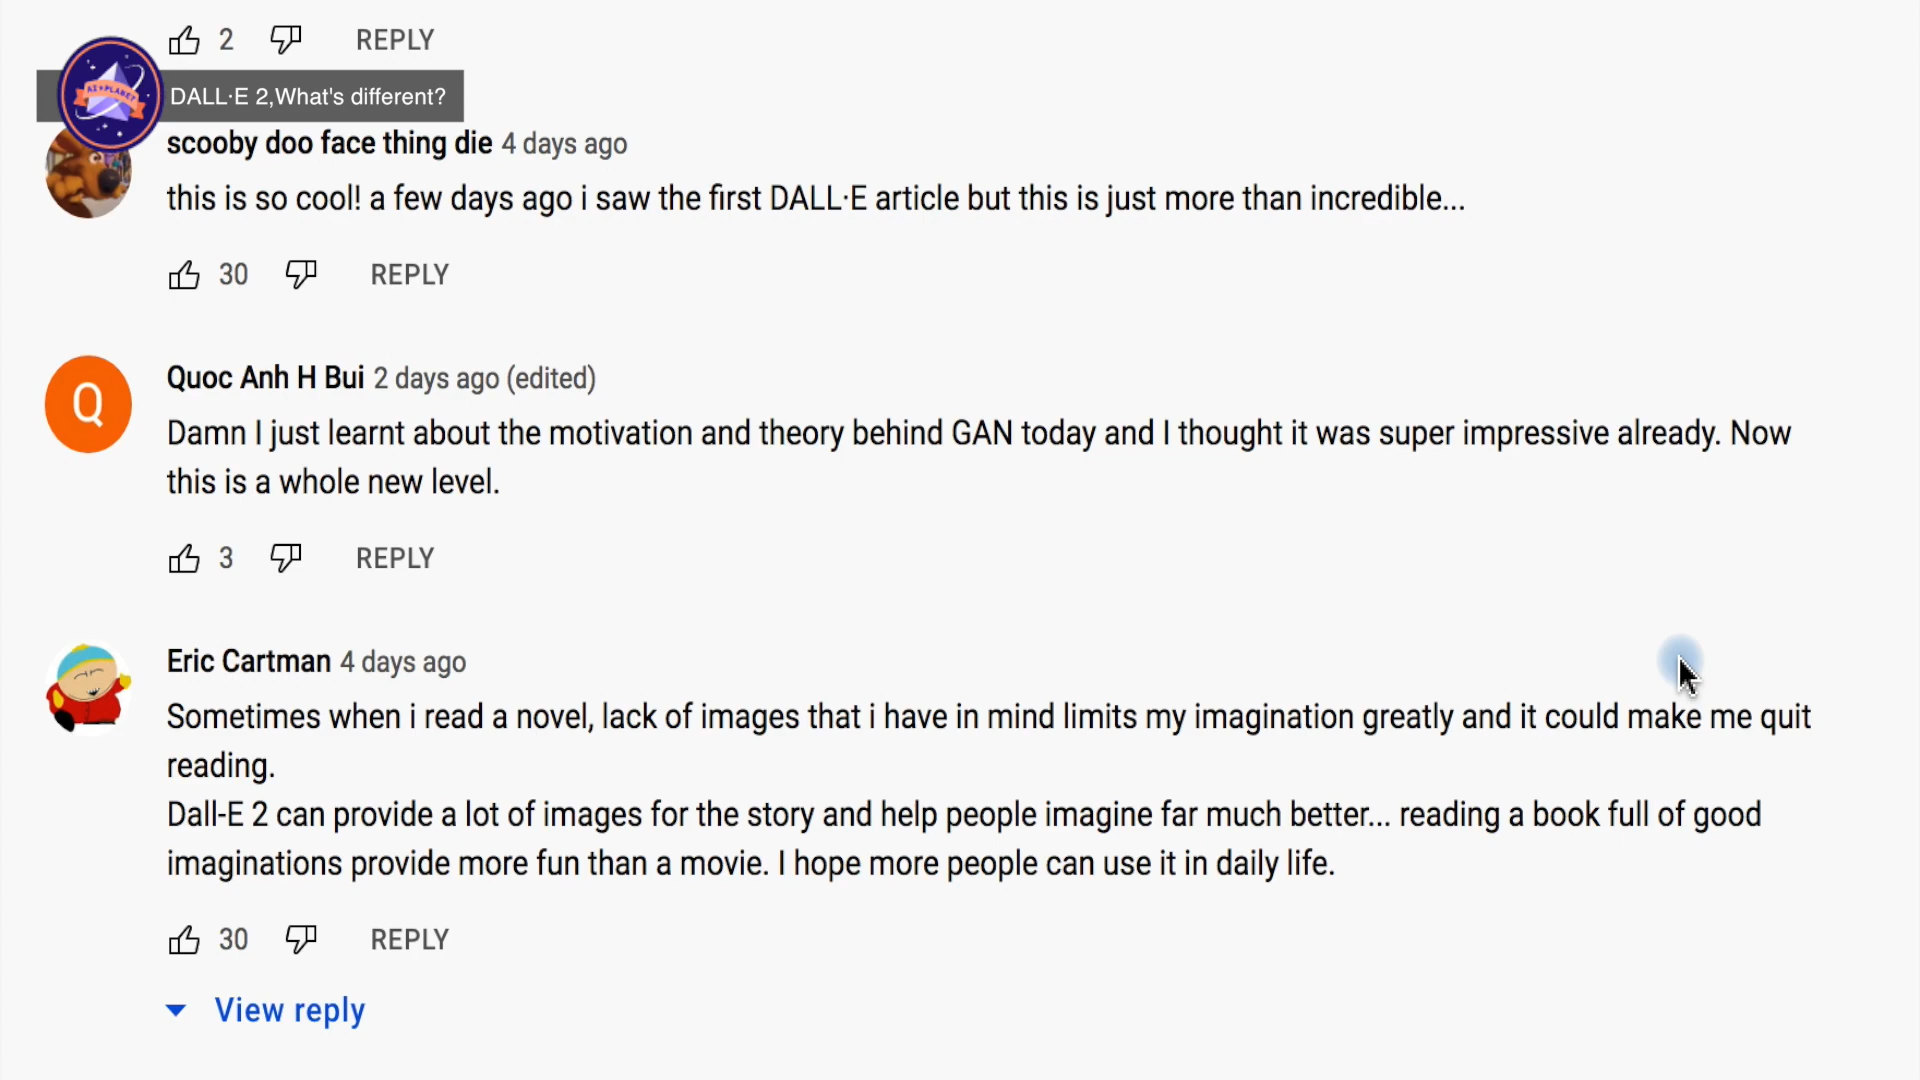 2 REPLY
AI PLANET
DALL·E 2,What's different?
scooby doo face thing die 4 days ago
this is so cool! a few days ago i saw the first DALL·E article but this is just more than incredible...
30 REPLY
Q
Quoc Anh H Bui 2 days ago (edited)
Damn I just learnt about the motivation and theory behind GAN today and I thought it was super impressive already. Now
this is a whole new level.
3 REPLY
Eric Cartman 4 days ago
Sometimes when i read a novel, lack of images that i have in mind limits my imagination greatly and it could make me quit
reading.
Dall-E 2 can provide a lot of images for the story and help people imagine far much better... reading a book full of good
imaginations provide more fun than a movie. I hope more people can use it in daily life.
30 REPLY
View reply